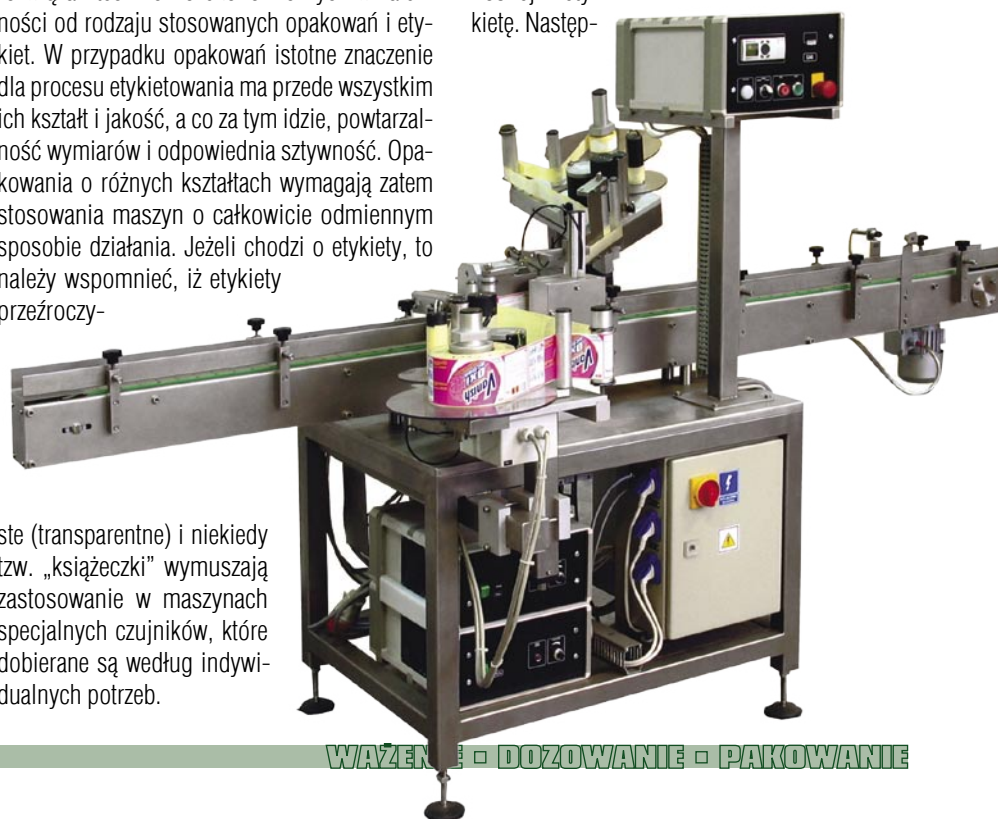 ności od rodzaju stosowanych opakowań i ety-
kiet. W przypadku opakowań istotne znaczenie
dla procesu etykietowania ma przede wszystkim
ich kształt i jakość, a co za tym idzie, powtarzal-
ność wymiarów i odpowiednia sztywność. Opa-
kowania o różnych kształtach wymagają zatem
stosowania maszyn o całkowicie odmiennym
sposobie działania. Jeżeli chodzi o etykiety, to
należy wspomnieć, iż etykiety
przeźroczy-
ste (transparentne) i niekiedy
tzw. „książeczki” wymuszają
zastosowanie w maszynach
specjalnych czujników, które
dobierane są według indywi-
dualnych potrzeb.
kietę. Następ-
Vanish
Vanish
WAŻENIE DOZOWANIE PAKOWANIE